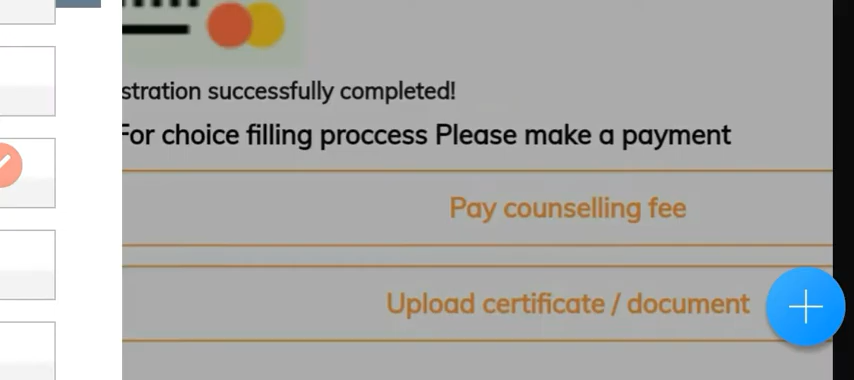 stration successfully completed!
For choice filling proccess Please make a payment
Pay counselling fee
Upload certificate / document